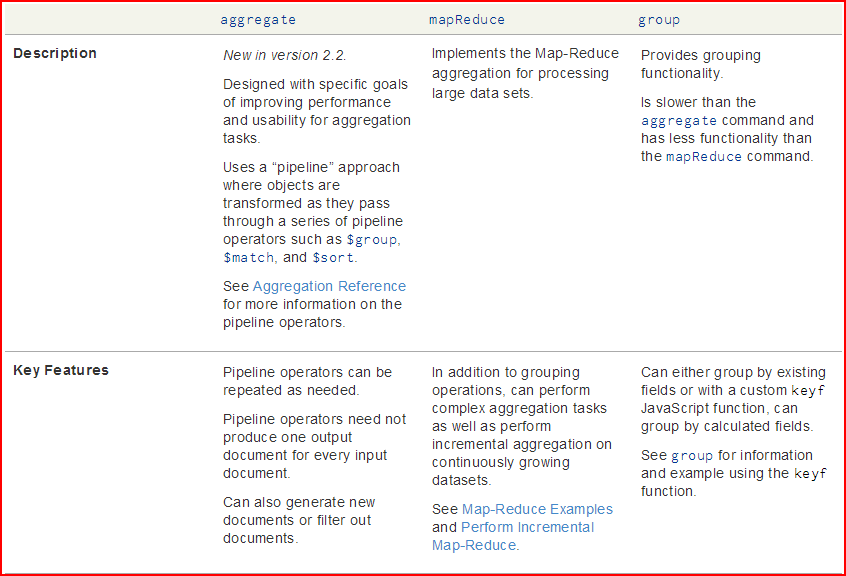 aggregate mapReduce group
Description
New in version 2.2.
Designed with specific goals
of improving performance
and usability for aggregation
tasks.
Uses a “pipeline” approach
where objects are
transformed as they pass
through a series of pipeline
operators such as $group,
$match, and $sort.
See Aggregation Reference
for more information on the
pipeline operators.
Implements the Map-Reduce
aggregation for processing
large data sets.
Provides grouping
functionality.
Is slower than the
aggregate command and
has less functionality than
the mapReduce command.
Key Features
Pipeline operators can be
repeated as needed.
Pipeline operators need not
produce one output
document for every input
document.
Can also generate new
documents or filter out
documents.
In addition to grouping
operations, can perform
complex aggregation tasks
as well as perform
incremental aggregation on
continuously growing
datasets.
See Map-Reduce Examples
and Perform Incremental
Map-Reduce.
Can either group by existing
fields or with a custom keyf
JavaScript function, can
group by calculated fields.
See group for information
and example using the keyf
function.